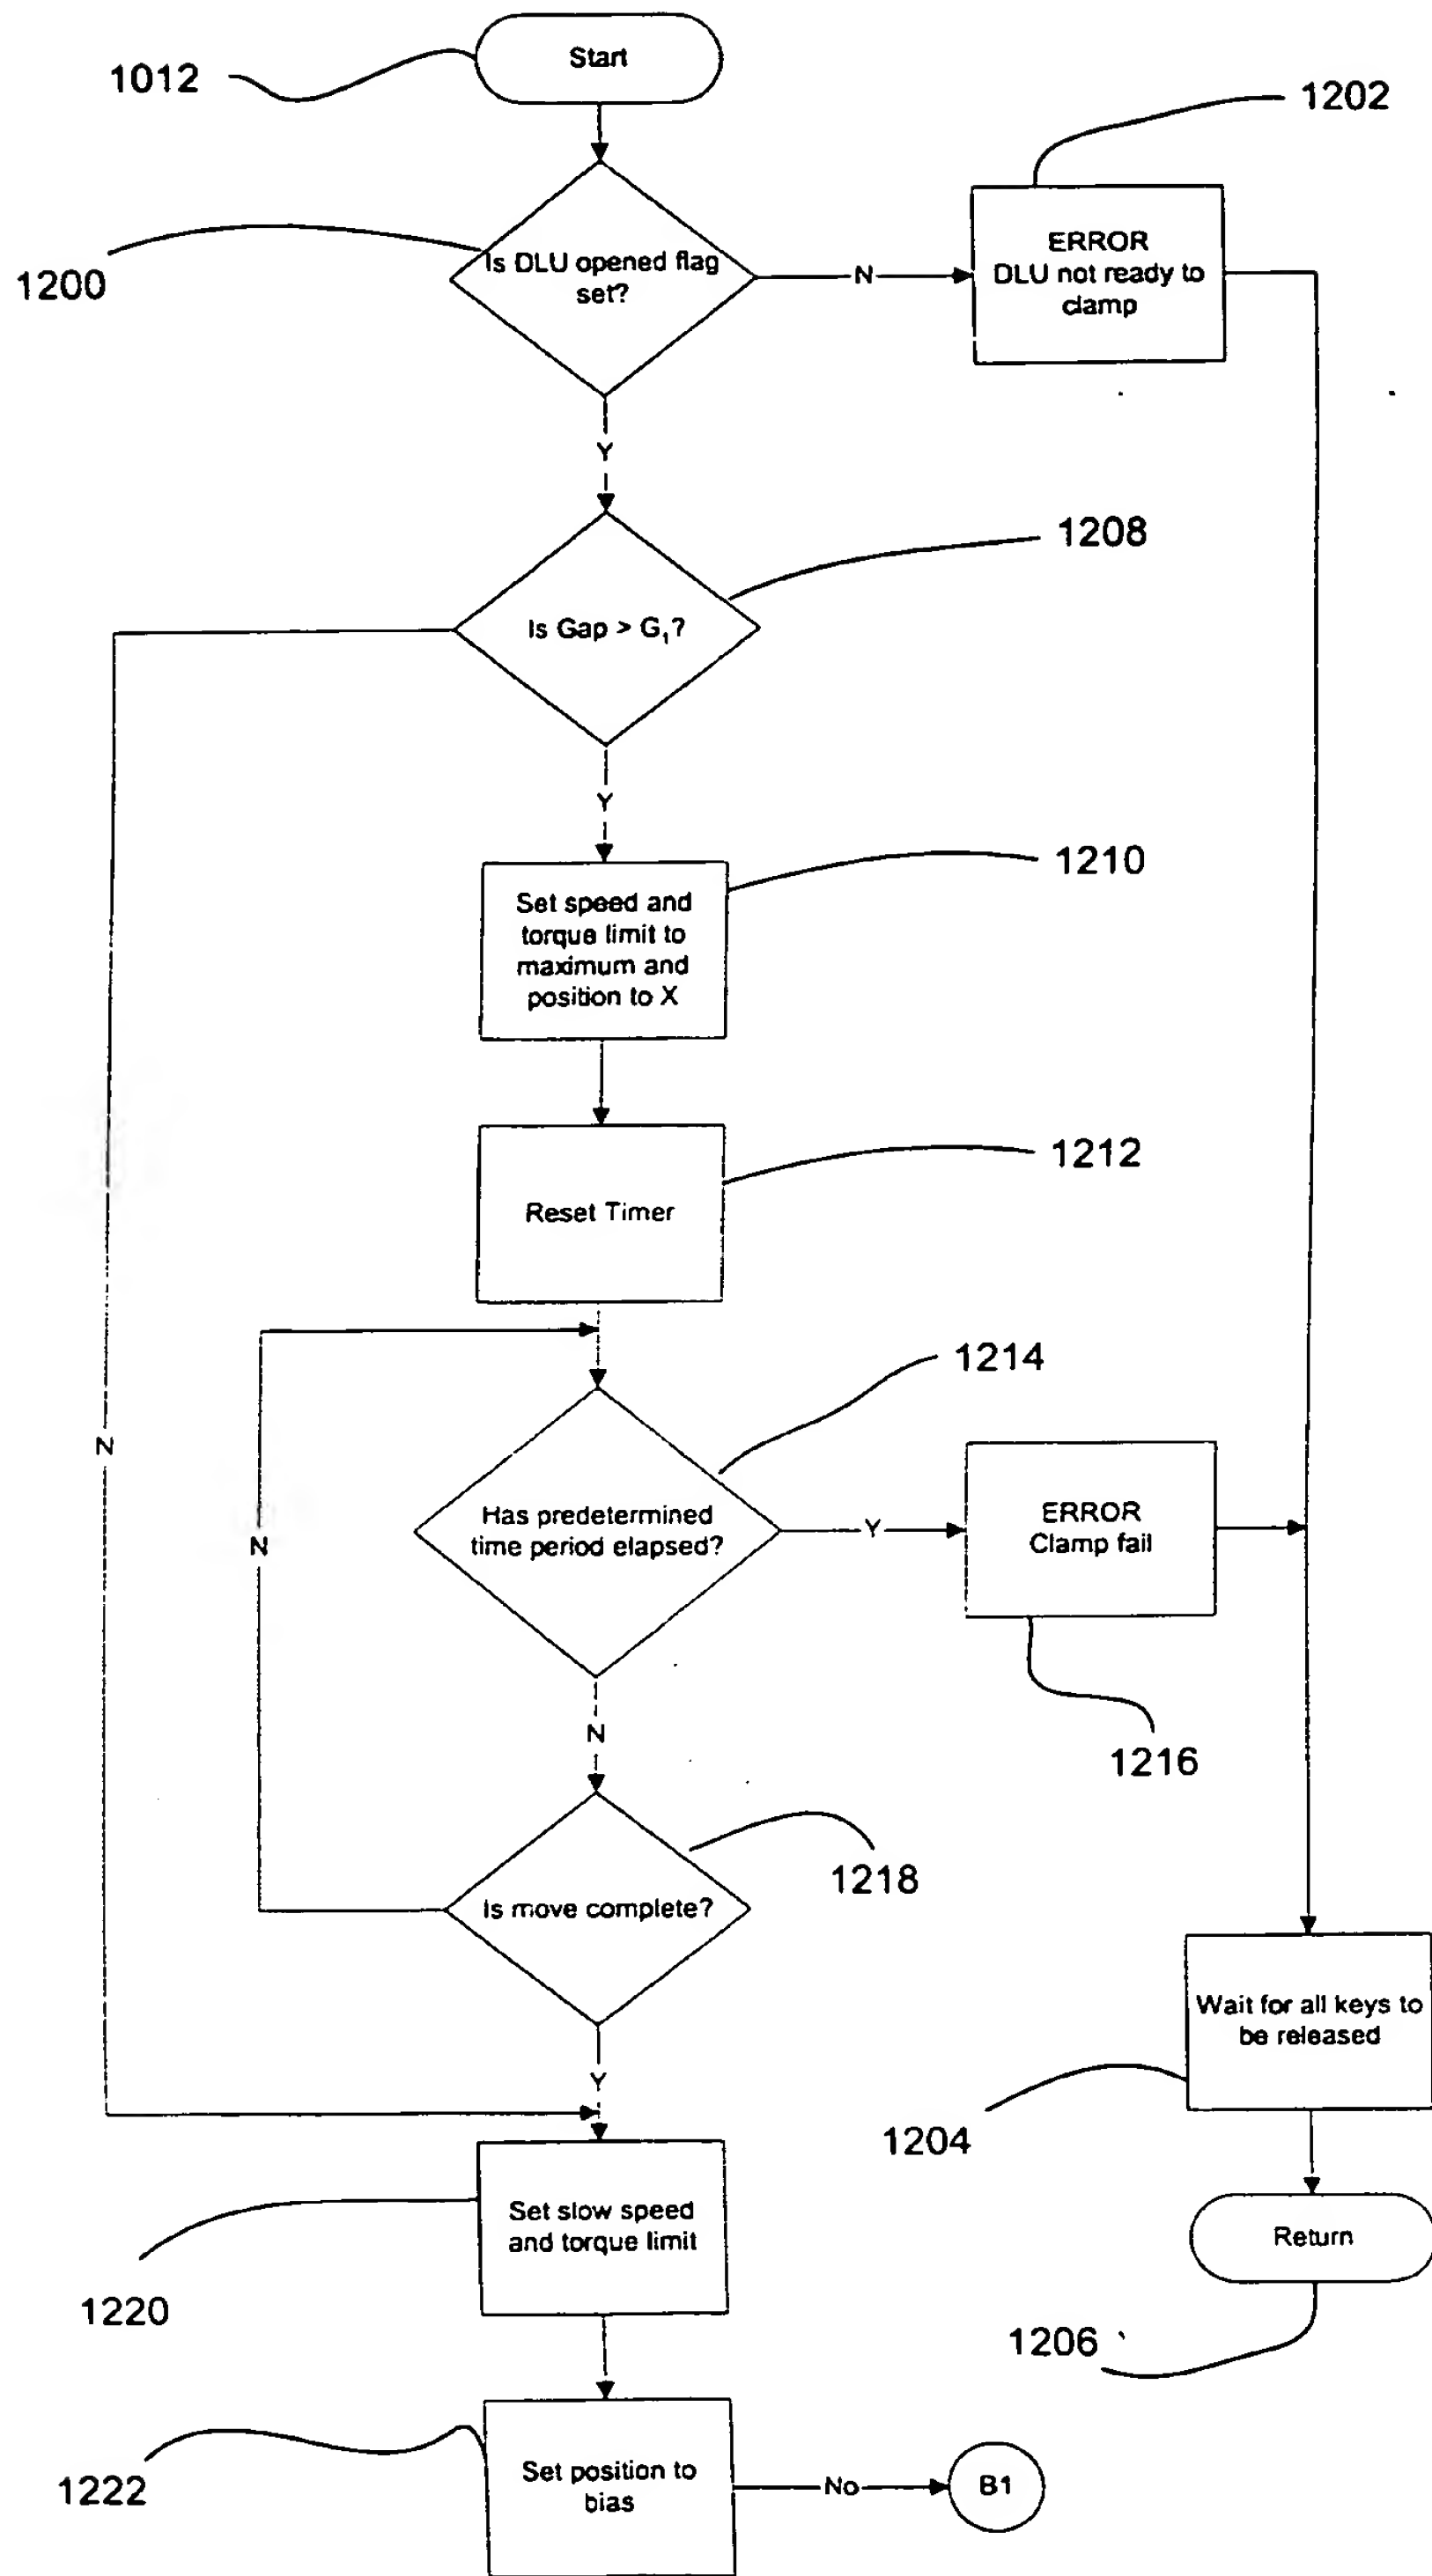 Start
1012
1202
Is DLU opened flag
set?
1200
N
ERROR
DLU not ready to
clamp
Y
1208
Is Gap > G₁?
Y
1210
Set speed and
torque limit to
maximum and
position to X
1212
Reset Timer
1214
N
N
Has predetermined
time period elapsed?
Y
ERROR
Clamp fail
N
1216
1218
Is move complete?
Wait for all keys to
be released
Y
1204
Set slow speed
and torque limit
Return
1220
1206
Set position to
bias
No
B1
1222